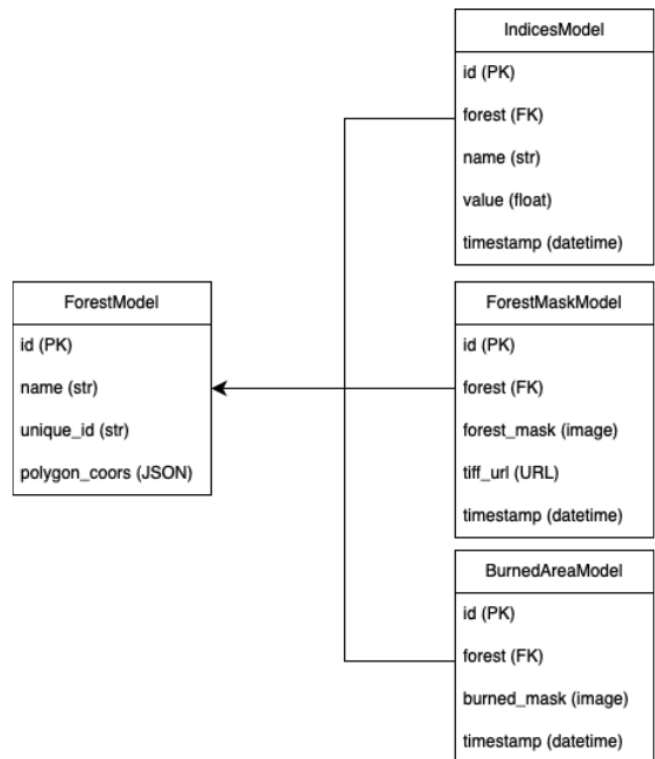 IndicesModel
id (PK)
forest (FK)
name (str)
value (float)
timestamp (datetime)
ForestModel
id (PK)
name (str)
unique_id (str)
polygon_coors (JSON)
ForestMaskModel
id (PK)
forest (FK)
forest_mask (image)
tiff_url (URL)
timestamp (datetime)
BurnedAreaModel
id (PK)
forest (FK)
burned_mask (image)
timestamp (datetime)